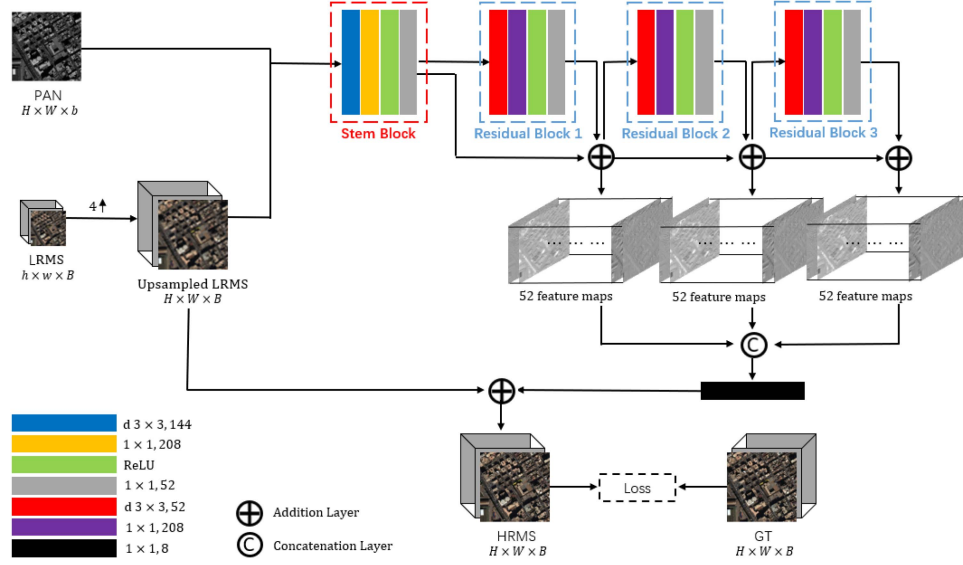 PAN
H × W × b
Stem Block
Residual Block 1
Residual Block 2
Residual Block 3
4
LRMS
h × w × B
Upsampled LRMS
H × W × B
... ... ...
... ... ...
... ... ...
52 feature maps
52 feature maps
52 feature maps
C
d 3 × 3, 144
1 × 1, 208
ReLU
1 × 1, 52
d 3 × 3, 52
1 × 1, 208
1 × 1, 8
Addition Layer
C Concatenation Layer
Loss
HRMS
H × W × B
GT
H × W × B